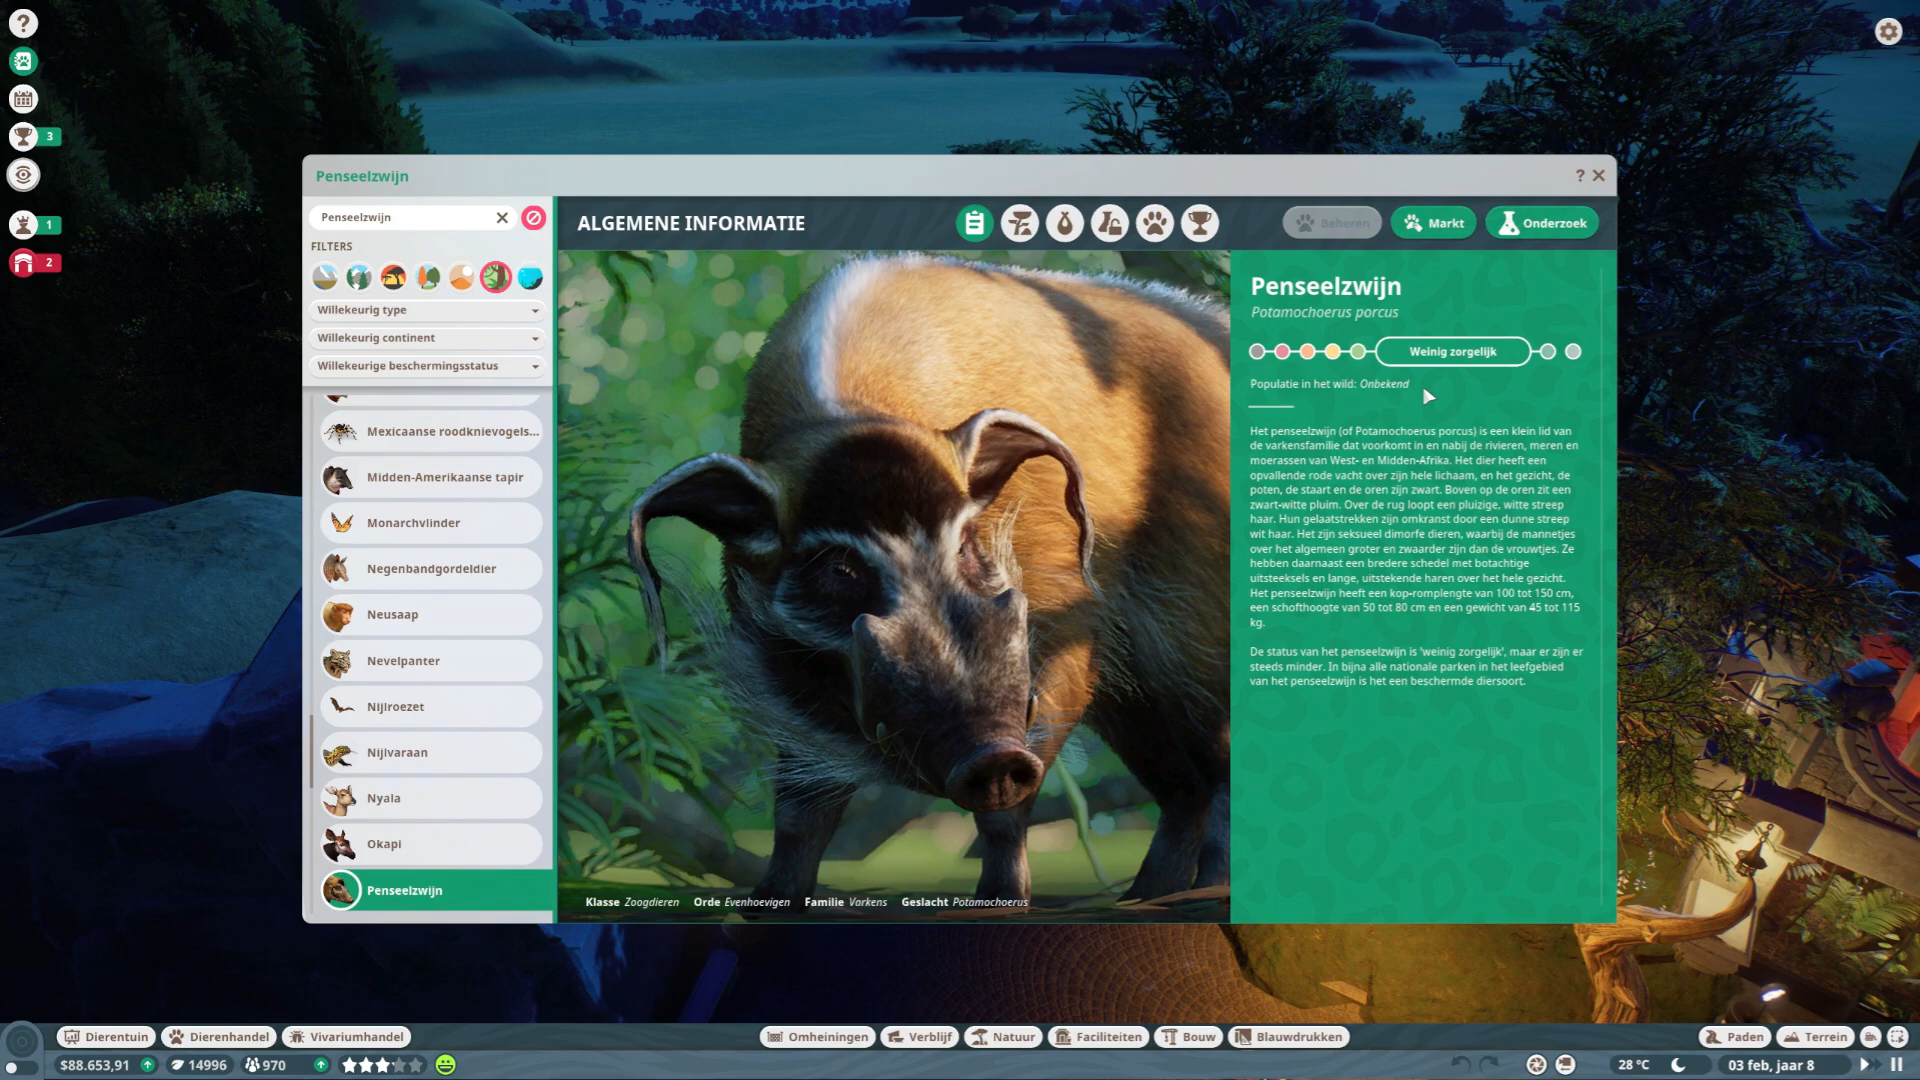 3
1
2
Penseelzwijn
?
Penseelzwijn
FILTERS
Willekeurig type
Willekeurig continent
Willekeurige beschermingsstatus
Mexicaanse roodknievogels...
Midden-Amerikaanse tapir
Monarchvlinder
Negenbandgordeldier
Neusaap
Nevelpanter
Nijlroezet
Nijlvaraan
Nyala
Okapi
Penseelzwijn
ALGEMENE INFORMATIE
Beheren
Markt
Onderzoek
Klasse Zoogdieren Orde Evenhoevigen Familie Varkens Geslacht Potamochoerus
Penseelzwijn
Potamochoerus porcus
Weinig zorgelijk
Populatie in het wild: Onbekend
Het penseelzwijn (of Potamochoerus porcus) is een klein lid van
de varkensfamilie dat voorkomt in en nabij de rivieren, meren en
moerassen van West- en Midden-Afrika. Het dier heeft een
opvallende rode vacht over zijn hele lichaam, en het gezicht, de
poten, de staart en de oren zijn zwart. Boven op de oren zit een
zwart-witte pluim. Over de rug loopt een pluizige, witte streep
haar. Hun gelaatstrekken zijn omkranst door een dunne streep
wit haar. Het zijn seksueel dimorfe dieren, waarbij de mannetjes
over het algemeen groter en zwaarder zijn dan de vrouwtjes. Ze
hebben daarnaast een bredere schedel met botachtige
uitsteeksels en lange, uitstekende haren over het hele gezicht.
Het penseelzwijn heeft een kop-romplengte van 100 tot 150 cm,
een schofthoogte van 50 tot 80 cm en een gewicht van 45 tot 115
kg.
De status van het penseelzwijn is 'weinig zorgelijk', maar er zijn er
steeds minder. In bijna alle nationale parken in het leefgebied
van het penseelzwijn is het een beschermde diersoort.
Dierentuin
Dierenhandel
Vivariumhandel
Omheiningen
Verblijf
Natuur
Faciliteiten
Bouw
Blauwdrukken
Paden
Terrein
$88.653,91
14996
970
28 °C
03 feb, jaar 8